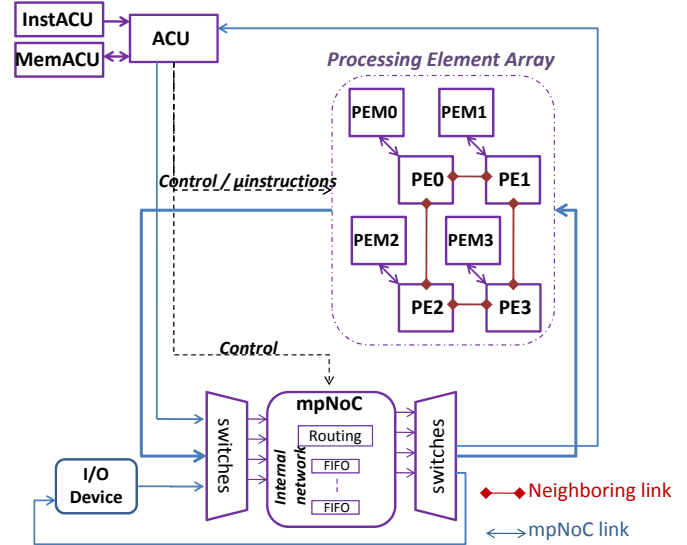 InstACU
ACU
MemACU
Processing Element Array
PEM0
PEM1
PE0
PE1
Control / μinstructions
PEM2
PEM3
PE2
PE3
Control
mpNoC
switches
Routing
Internal
network
FIFO
FIFO
switches
I/O
Device
Neighboring link
mpNoC link